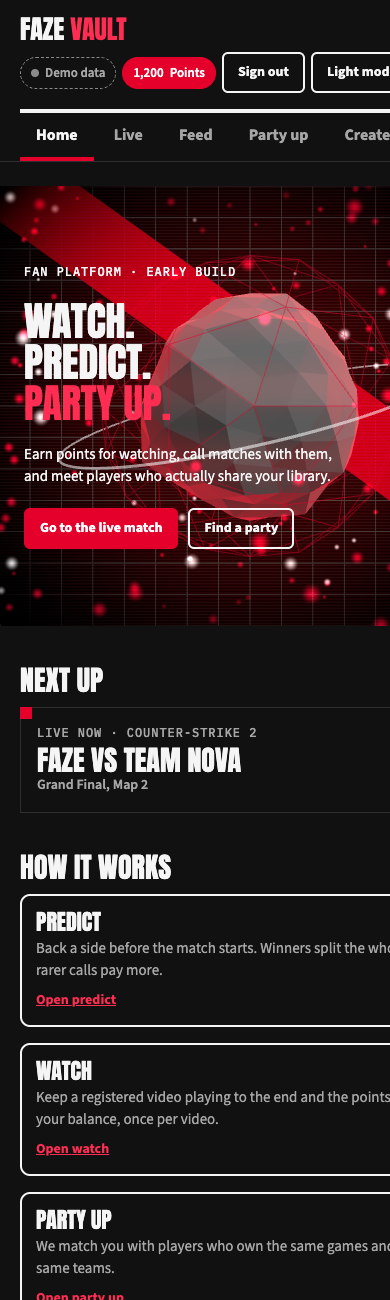 FAZE VAULT
Demo data
1,200 Points
Sign out
Light mod
Home
Live
Feed
Party up
Create
FAN PLATFORM · EARLY BUILD
WATCH.
PREDICT.
PARTY UP.
Earn points for watching, call matches with them,
and meet players who actually share your library.
Go to the live match
Find a party
NEXT UP
LIVE NOW · COUNTER-STRIKE 2
FAZE VS TEAM NOVA
Grand Final, Map 2
HOW IT WORKS
PREDICT
Back a side before the match starts. Winners split the who
rarer calls pay more.
Open predict
WATCH
Keep a registered video playing to the end and the points
your balance, once per video.
Open watch
PARTY UP
We match you with players who own the same games and
same teams.
Open party up